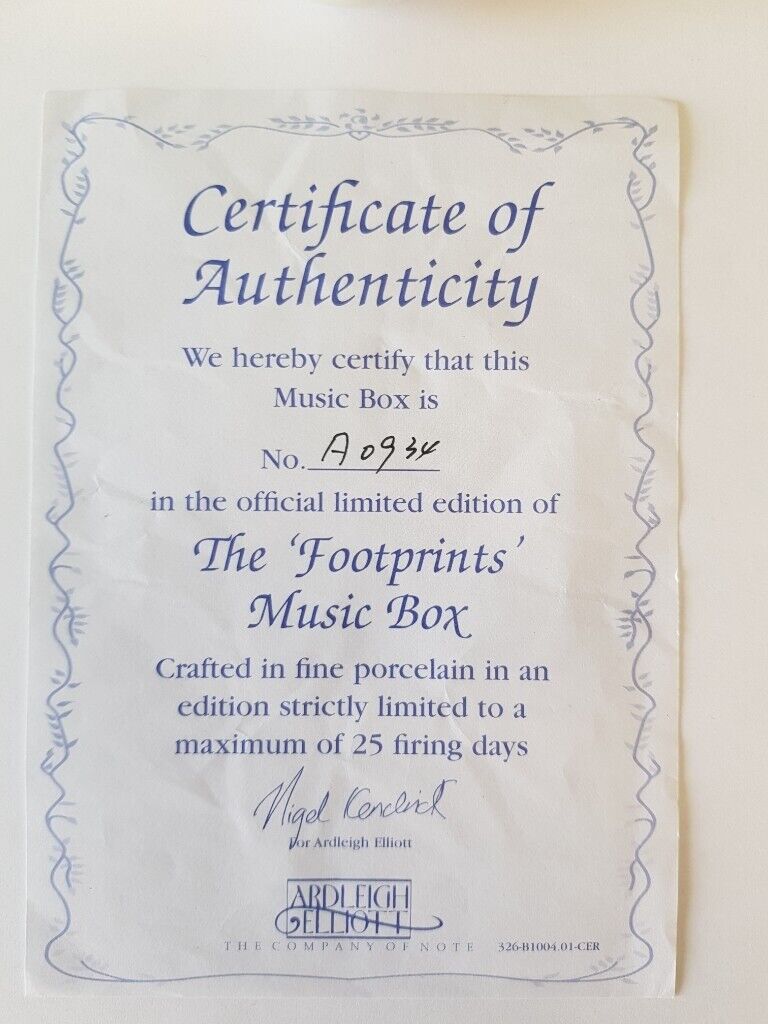 Certificate of
Authenticity
We hereby certify that this
Music Box is
No. A0934
in the official limited edition of
The ‘Footprints’
Music Box
Crafted in fine porcelain in an
edition strictly limited to a
maximum of 25 firing days
Nigel Kendrick
For Ardleigh Elliott
ARDLEIGH
& ELLIOTT
THE COMPANY OF NOTE 326-B1004.01-CER